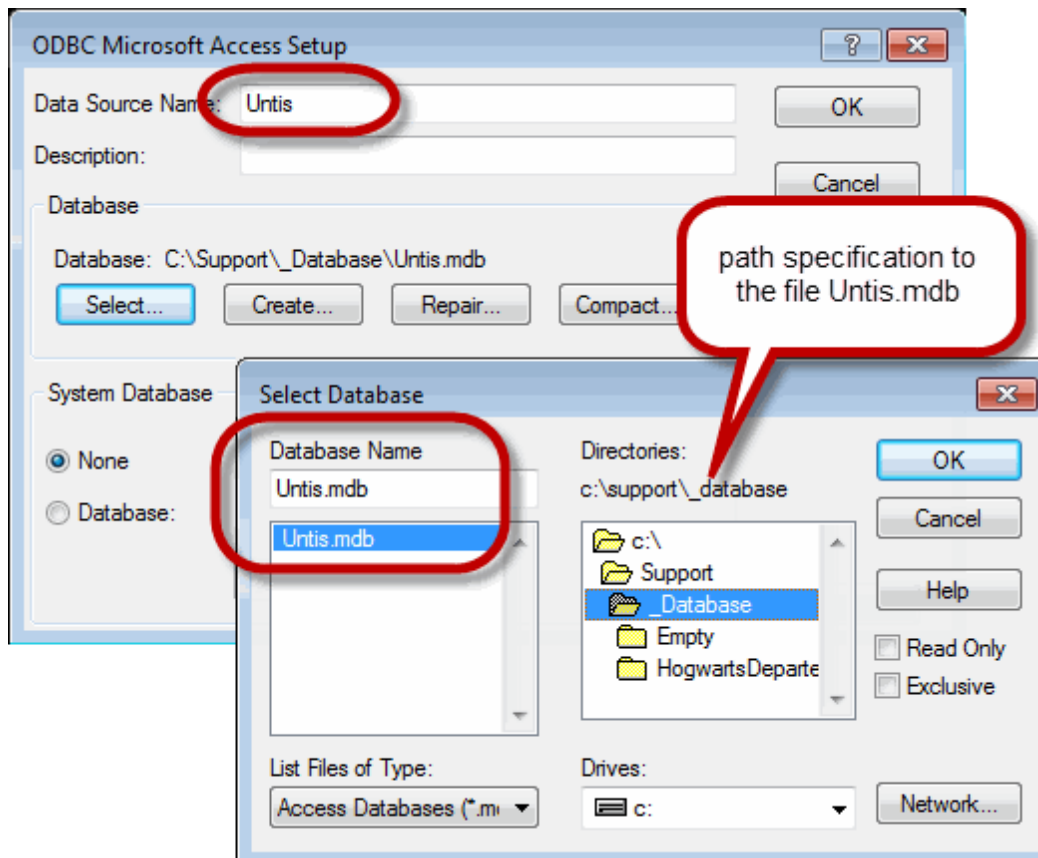 ODBC Microsoft Access Setup
Data Source Name: Untis
OK
Description:
Cancel
Database
Database: C:\Support\_Database\Untis.mdb
Select... Create... Repair... Compact...
path specification to
the file Untis.mdb
System Database
None
Database:
Select Database
Database Name
Untis.mdb
Untis.mdb
Directories:
c:\support\_database
c:\
Support
_Database
Empty
HogwartsDeparte
OK
Cancel
Help
Read Only
Exclusive
List Files of Type:
Access Databases (*.m
Drives:
c:
Network...